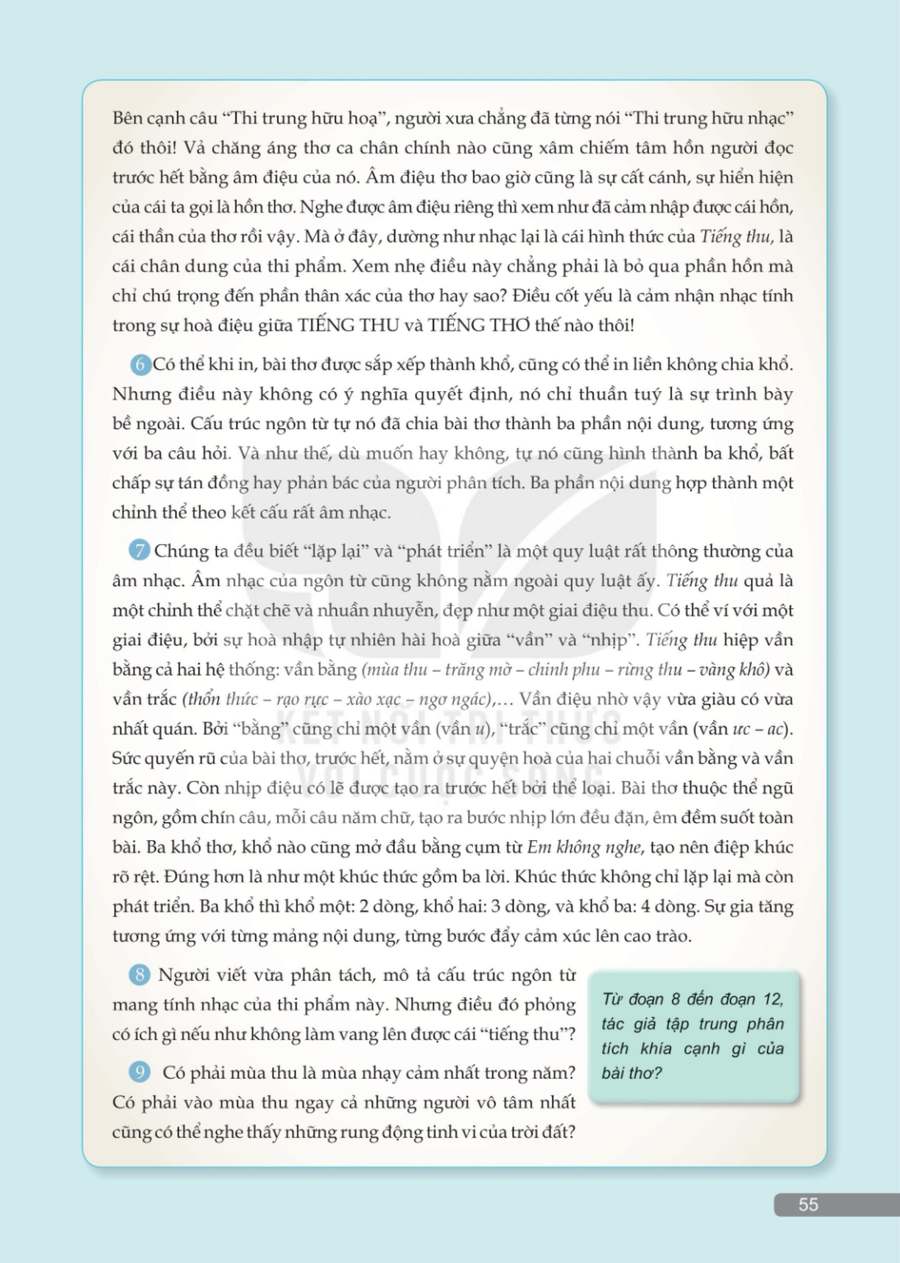 Bên cạnh câu “Thi trung hữu hoạ”, người xưa chẳng đã từng nói “Thi trung hữu nhạc”
đó thôi! Vả chăng áng thơ ca chân chính nào cũng xâm chiếm tâm hồn người đọc
trước hết bằng âm điệu của nó. Âm điệu thơ bao giờ cũng là sự cất cánh, sự hiển hiện
của cái ta gọi là hồn thơ. Nghe được âm điệu riêng thì xem như đã cảm nhập được cái hồn,
cái thần của thơ rồi vậy. Mà ở đây, dường như nhạc lại là cái hình thức của Tiếng thu, là
cái chân dung của thi phẩm. Xem nhẹ điều này chẳng phải là bỏ qua phần hồn mà
chỉ chú trọng đến phần thân xác của thơ hay sao? Điều cốt yếu là cảm nhận nhạc tính
trong sự hoà điệu giữa TIẾNG THU và TIẾNG THƠ thế nào thôi!
6 Có thể khi in, bài thơ được sắp xếp thành khổ, cũng có thể in liền không chia khổ.
Nhưng điều này không có ý nghĩa quyết định, nó chỉ thuần tuý là sự trình bày
bề ngoài. Cấu trúc ngôn từ tự nó đã chia bài thơ thành ba phần nội dung, tương ứng
với ba câu hỏi. Và như thế, dù muốn hay không, tự nó cũng hình thành ba khổ, bất
chấp sự tán đồng hay phản bác của người phân tích. Ba phần nội dung hợp thành một
chỉnh thể theo kết cấu rất âm nhạc.
7 Chúng ta đều biết “lặp lại” và “phát triển” là một quy luật rất thông thường của
âm nhạc. Âm nhạc của ngôn từ cũng không nằm ngoài quy luật ấy. Tiếng thu quả là
một chỉnh thể chặt chẽ và nhuần nhuyễn, đẹp như một giai điệu thu. Có thể ví với một
giai điệu, bởi sự hoà nhập tự nhiên hài hoà giữa “vần” và “nhịp”. Tiếng thu hiệp vần
bằng cả hai hệ thống: vần bằng (mùa thu – trăng mờ – chinh phu – rừng thu – vàng khô) và
vần trắc (thổn thức – rạo rực – xào xạc – ngơ ngác),... Vần điệu nhờ vậy vừa giàu có vừa
nhất quán. Bởi “bằng” cũng chỉ một vần (vần u), “trắc” cũng chỉ một vần (vần ưc – ac).
Sức quyến rũ của bài thơ, trước hết, nằm ở sự quyện hoà của hai chuỗi vần bằng và vần
trắc này. Còn nhịp điệu có lẽ được tạo ra trước hết bởi thể loại. Bài thơ thuộc thể ngũ
ngôn, gồm chín câu, mỗi câu năm chữ, tạo ra bước nhịp lớn đều đặn, êm đềm suốt toàn
bài. Ba khổ thơ, khổ nào cũng mở đầu bằng cụm từ Em không nghe, tạo nên điệp khúc
rõ rệt. Đúng hơn là như một khúc thức gồm ba lời. Khúc thức không chỉ lặp lại mà còn
phát triển. Ba khổ thì khổ một: 2 dòng, khổ hai: 3 dòng, và khổ ba: 4 dòng. Sự gia tăng
tương ứng với từng mảng nội dung, từng bước đẩy cảm xúc lên cao trào.
8 Người viết vừa phân tách, mô tả cấu trúc ngôn từ
mang tính nhạc của thi phẩm này. Nhưng điều đó phỏng
có ích gì nếu như không làm vang lên được cái “tiếng thu”?
9 Có phải mùa thu là mùa nhạy cảm nhất trong năm?
Có phải vào mùa thu ngay cả những người vô tâm nhất
cũng có thể nghe thấy những rung động tinh vi của trời đất?
Từ đoạn 8 đến đoạn 12,
tác giả tập trung phân
tích khía cạnh gì của
bài thơ?
KẾT NỐI TRI THỨC
VỚI CUỘC SỐNG
55